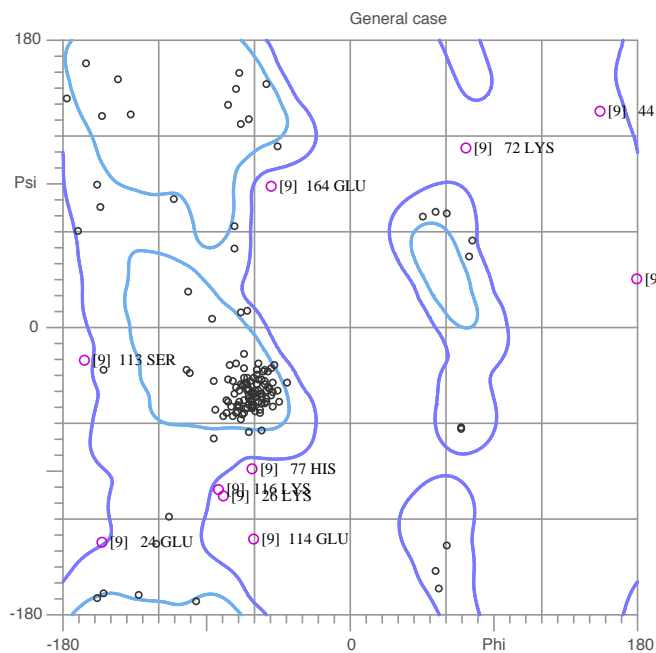 General case
180
[9] 44
[9] 72 LYS
Psi
[9] 164 GLU
[9
0
[9] 113 SER
[9] 77 HIS
[9] 116 LYS
[9] 26 LYS
[9] 24 GLU
[9] 114 GLU
-180
-180
0
Phi
180